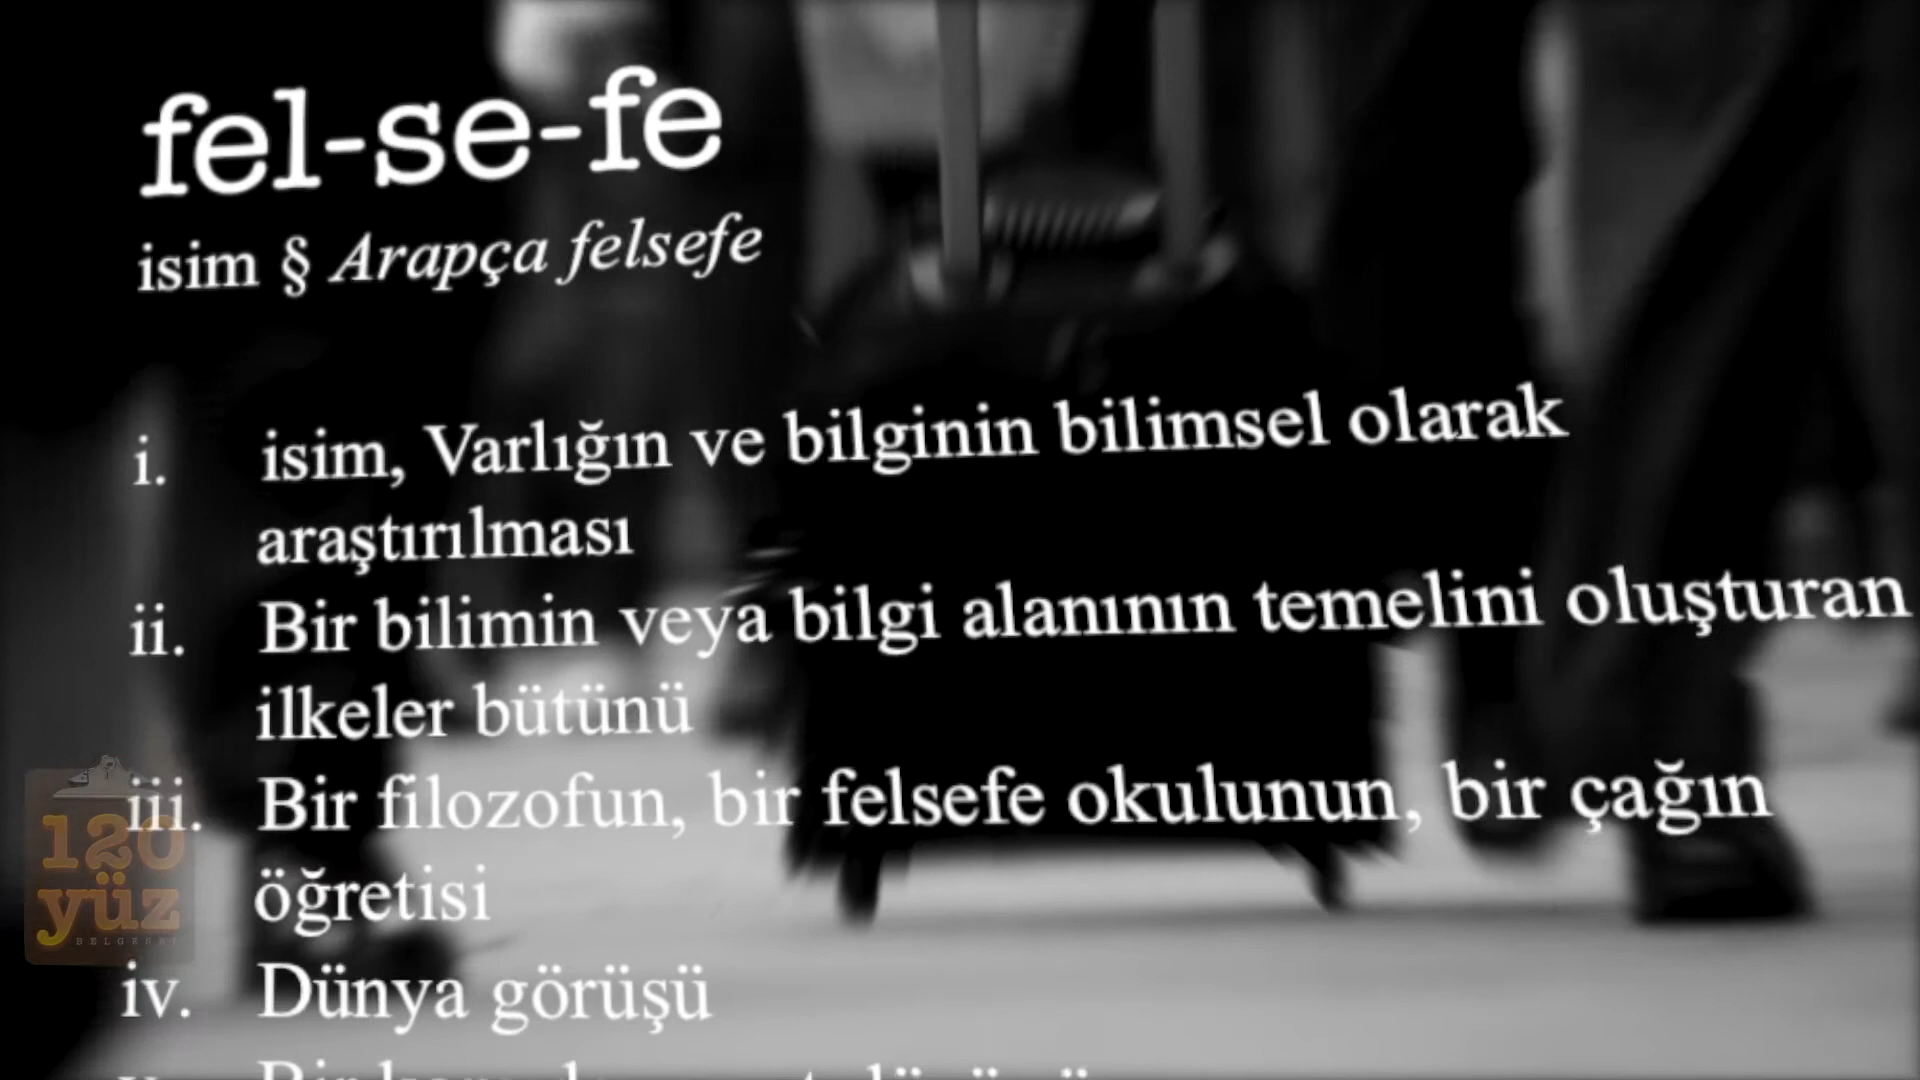 fel-se-fe
isim § Arapça felsefe
i. isim, Varlığın ve bilginin bilimsel olarak
araştırılması
ii. Bir bilimin veya bilgi alanının temelini oluşturan
ilkeler bütünü
iii. Bir filozofun, bir felsefe okulunun, bir çağın
öğretisi
iv. Dünya görüşü
120
yüz
BELGESEL